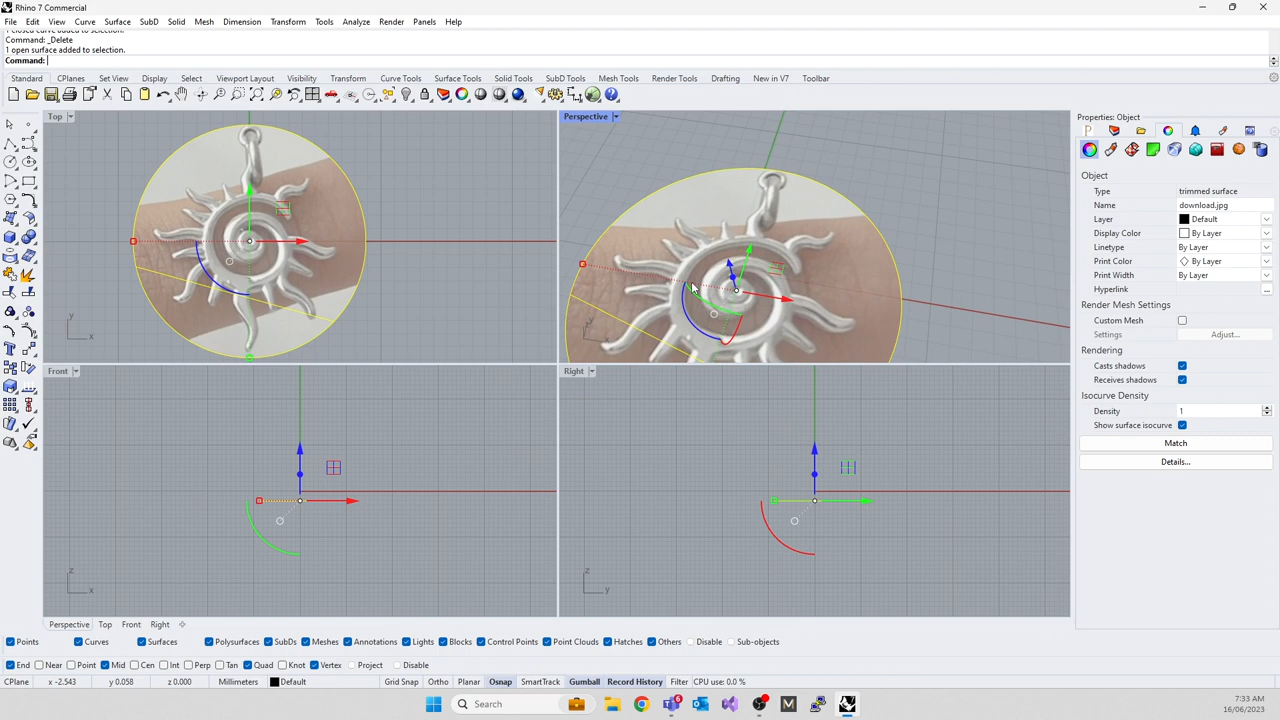 Rhino 7 Commercial
File Edit View Curve Surface SubD Solid Mesh Dimension Transform Tools Analyze Render Panels Help
1 closed curve added to selection.
Command: _Delete
1 open surface added to selection.
Command:
Standard CPlanes Set View Display Select Viewport Layout Visibility Transform Curve Tools Surface Tools Solid Tools SubD Tools Mesh Tools Render Tools Drafting New in V7 Toolbar
Top
Perspective
Properties: Object
Object
Type trimmed surface
Name download.jpg
Layer Default
Display Color By Layer
Linetype By Layer
Print Color By Layer
Print Width By Layer
Hyperlink ...
Render Mesh Settings
Custom Mesh
Settings Adjust...
Rendering
Casts shadows
Receives shadows
Isocurve Density
Density 1
Show surface isocurve
Match
Details...
y
x
y
x
Front
Right
z
x
z
y
Perspective Top Front Right
Points Curves Surfaces Polysurfaces SubDs Meshes Annotations Lights Blocks Control Points Point Clouds Hatches Others Disable Sub-objects
End Near Point Mid Cen Int Perp Tan Quad Knot Vertex Project Disable
CPlane x -2.543 y 0.058 z 0.000 Millimeters Default Grid Snap Ortho Planar Osnap SmartTrack Gumball Record History Filter CPU use: 0.0 %
Search
6
M
7:33 AM
16/06/2023